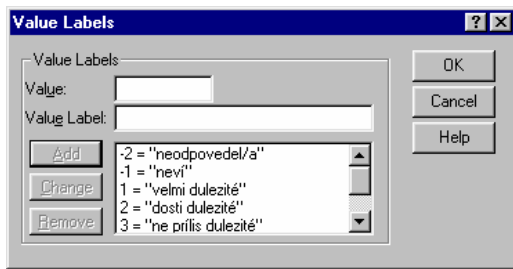 Value Labels
Value Labels
Value:
Value Label:
Add
Change
Remove
-2 = "neodpovedel/a"
-1 = "neví"
1 = "velmi dulezité"
2 = "dosti dulezité"
3 = "ne prílis dulezité"
OK
Cancel
Help